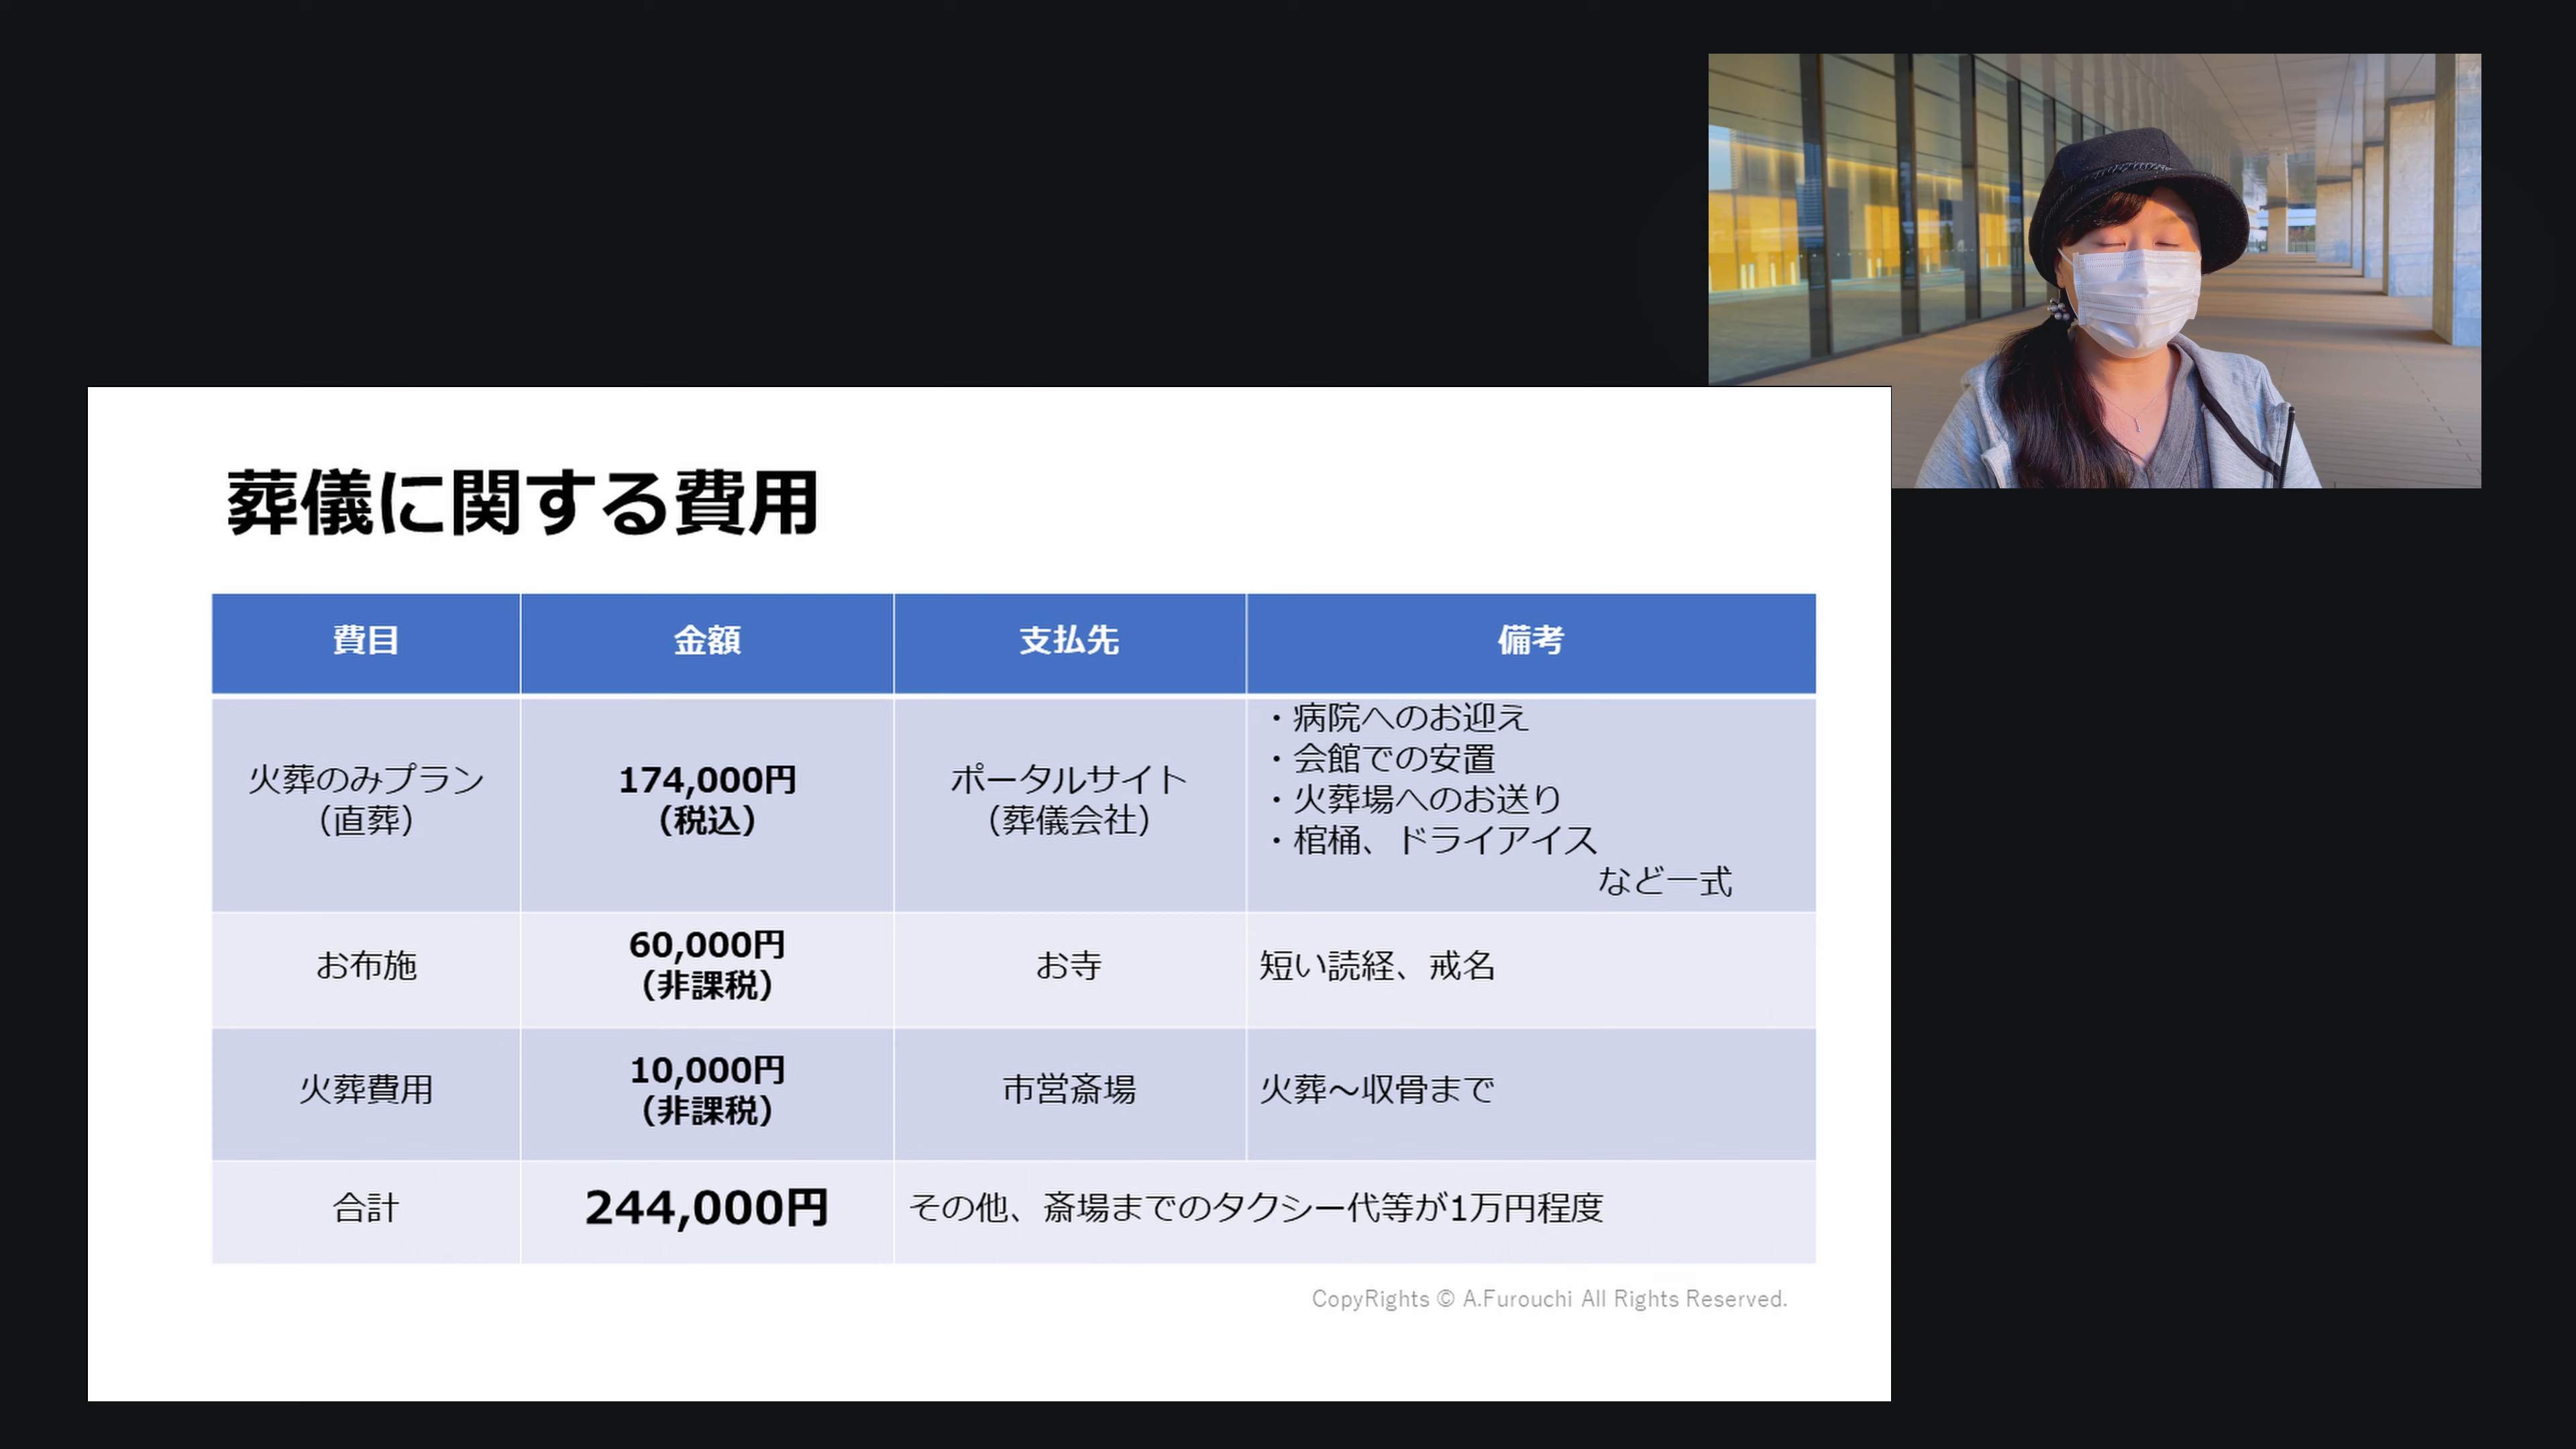 葬儀に関する費用
費目 金額 支払先 備考
火葬のみプラン
（直葬）
174,000円
（税込）
ポータルサイト
（葬儀会社）
・病院へのお迎え
・会館での安置
・火葬場へのお送り
・棺桶、ドライアイス
など一式
お布施
60,000円
（非課税）
お寺
短い読経、戒名
火葬費用
10,000円
（非課税）
市営斎場
火葬～収骨まで
合計
244,000円
その他、斎場までのタクシー代等が1万円程度
CopyRights © A.Furouchi All Rights Reserved.